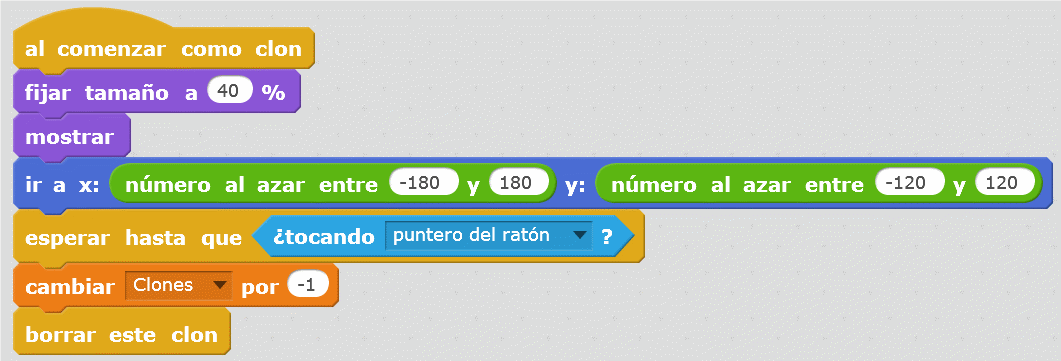 al comenzar como clon
fijar tamaño a 40 %
mostrar
ir a x: número al azar entre -180 y 180 y: número al azar entre -120 y 120
esperar hasta que ¿tocando puntero del ratón ?
cambiar Clones por -1
borrar este clon